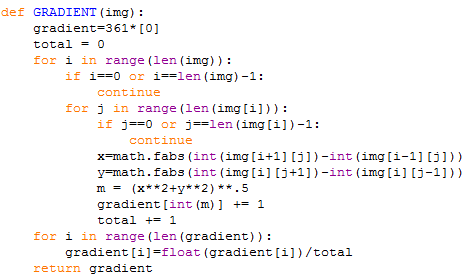 def GRADIENT(img):
    gradient=361*[0]
    total = 0
    for i in range(len(img)):
        if i==0 or i==len(img)-1:
            continue
        for j in range(len(img[i])):
            if j==0 or j==len(img[i])-1:
                continue
            x=math.fabs(int(img[i+1][j])-int(img[i-1][j]))
            y=math.fabs(int(img[i][j+1])-int(img[i][j-1]))
            m = (x**2+y**2)**.5
            gradient[int(m)] += 1
            total += 1
    for i in range(len(gradient)):
        gradient[i]=float(gradient[i])/total
    return gradient